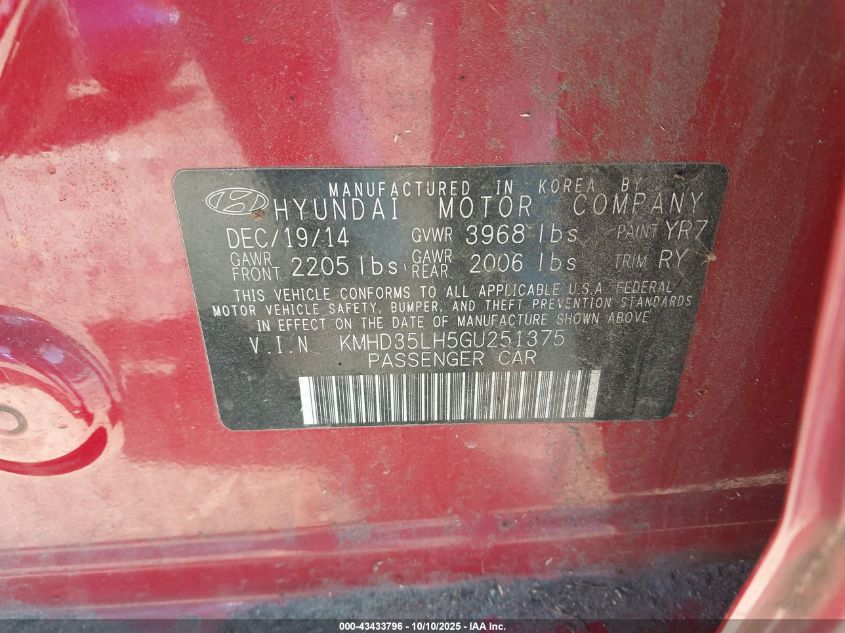 MANUFACTURED IN KOREA BY
HYUNDAI MOTOR COMPANY
DEC/19/14 GVWR 3968 lbs PAINT YR7
GAWR FRONT 2205 lbs GAWR REAR 2006 lbs TRIM RY
THIS VEHICLE CONFORMS TO ALL APPLICABLE U.S.A. FEDERAL
MOTOR VEHICLE SAFETY, BUMPER, AND THEFT PREVENTION STANDARDS
IN EFFECT ON THE DATE OF MANUFACTURE SHOWN ABOVE
V.I.N KMHD35LH5GU251375
PASSENGER CAR
000-43433796 - 10/10/2025 - IAA Inc.